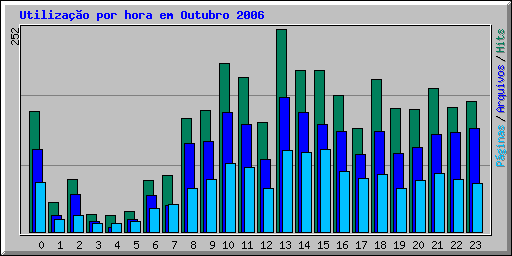 Utilização por hora em Outubro 2006
252
Páginas / Arquivos / Hits
0 1 2 3 4 5 6 7 8 9 10 11 12 13 14 15 16 17 18 19 20 21 22 23